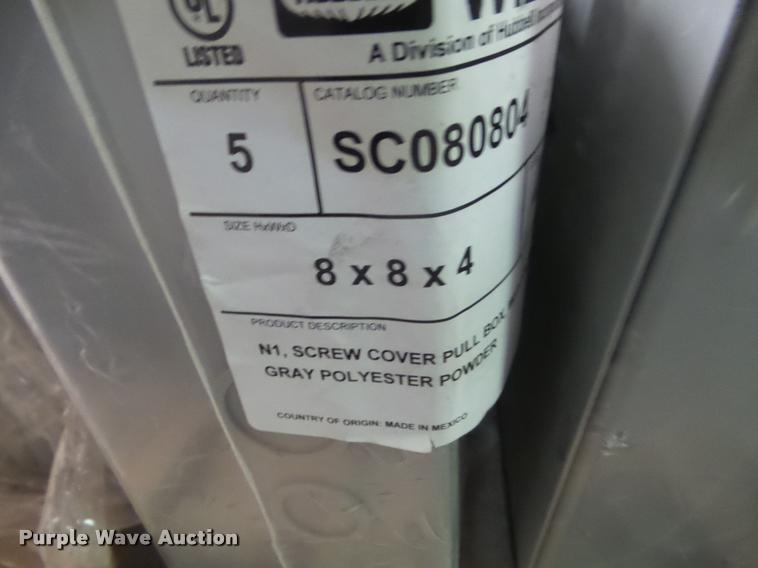 UL
LISTED
A Division of Hubbell
QUANTITY
CATALOG NUMBER
5
SC080804
SIZE HxWxD
8 x 8 x 4
PRODUCT DESCRIPTION
N1, SCREW COVER PULL BOX,
GRAY POLYESTER POWDER
COUNTRY OF ORIGIN: MADE IN MEXICO
Purple Wave Auction